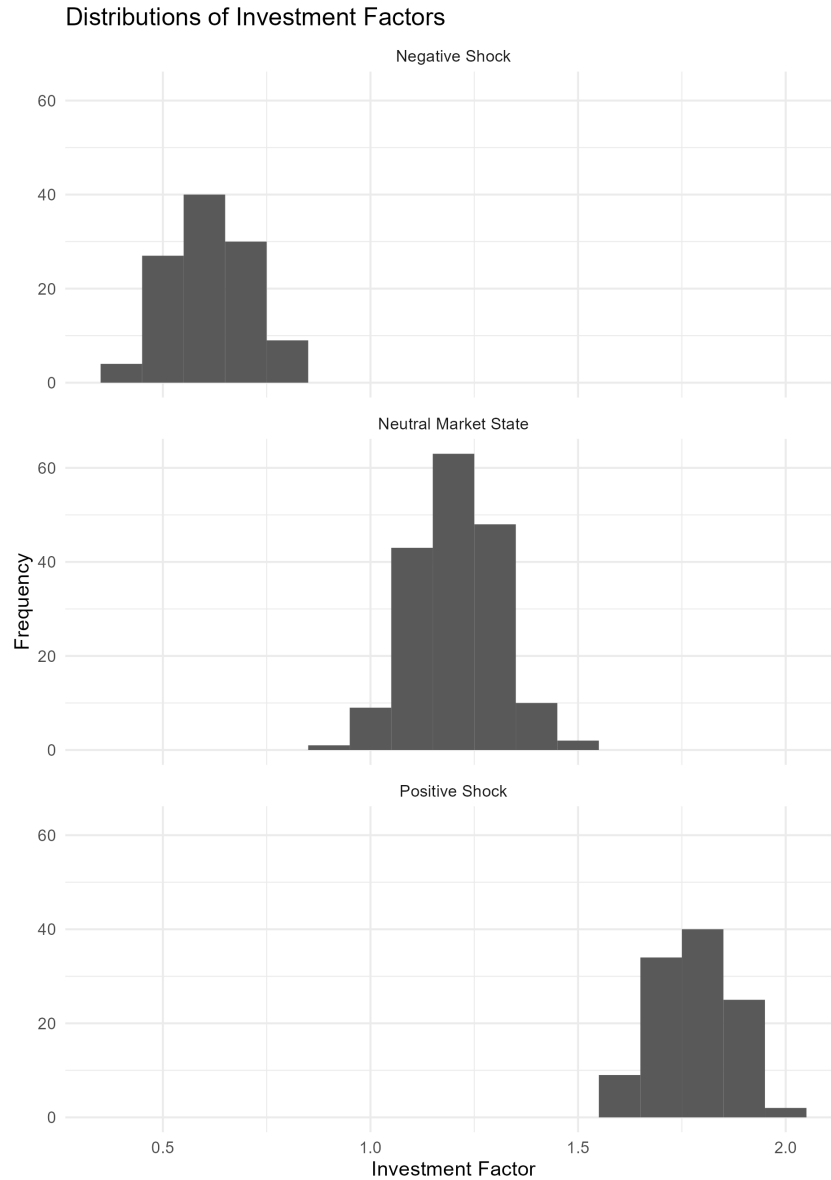 Distributions of Investment Factors
Negative Shock
60
40
20
0
Neutral Market State
60
40
20
0
Frequency
Positive Shock
60
40
20
0
0.5 1.0 1.5 2.0
Investment Factor